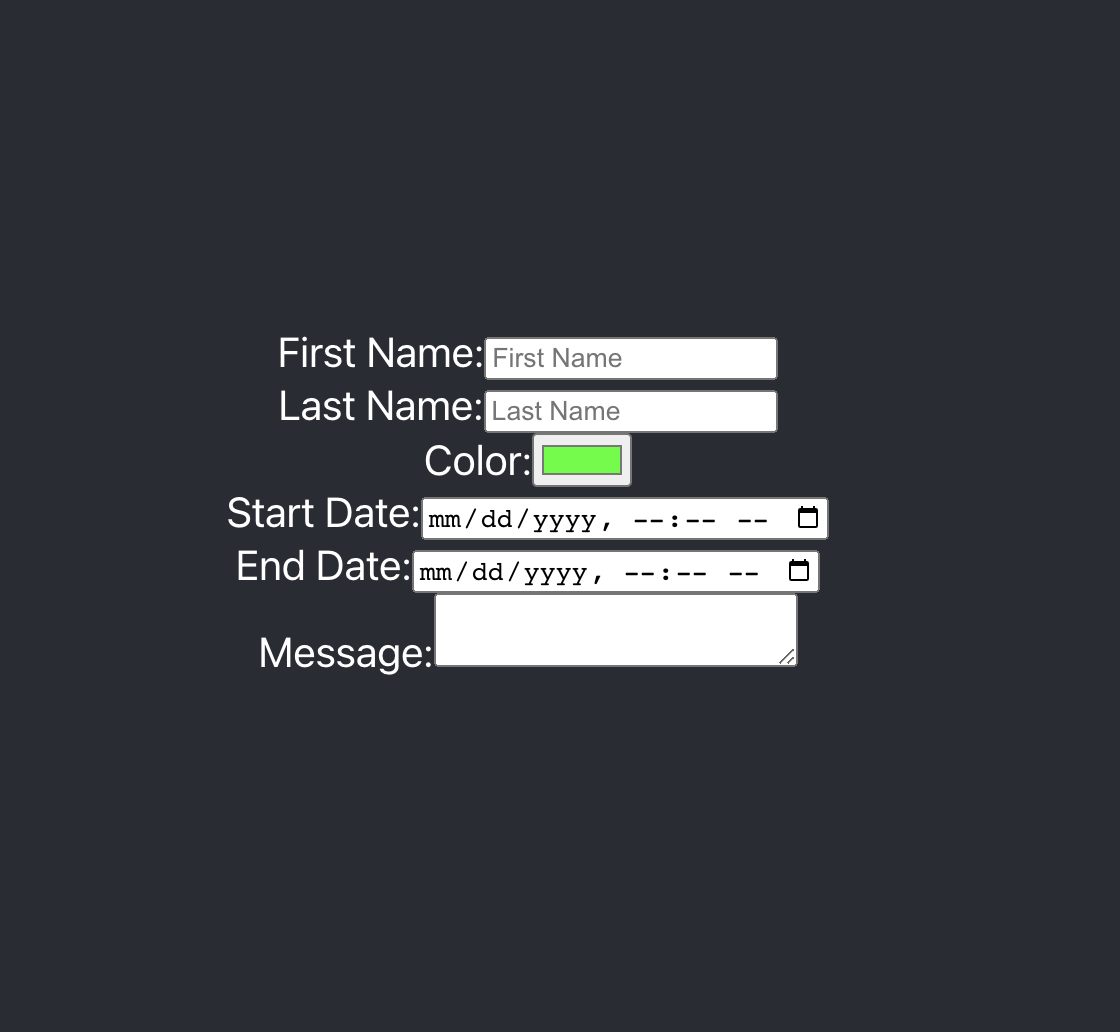 First Name: First Name
Last Name: Last Name
Color:
Start Date: mm/dd/yyyy, --:-- --
End Date: mm/dd/yyyy, --:-- --
Message: